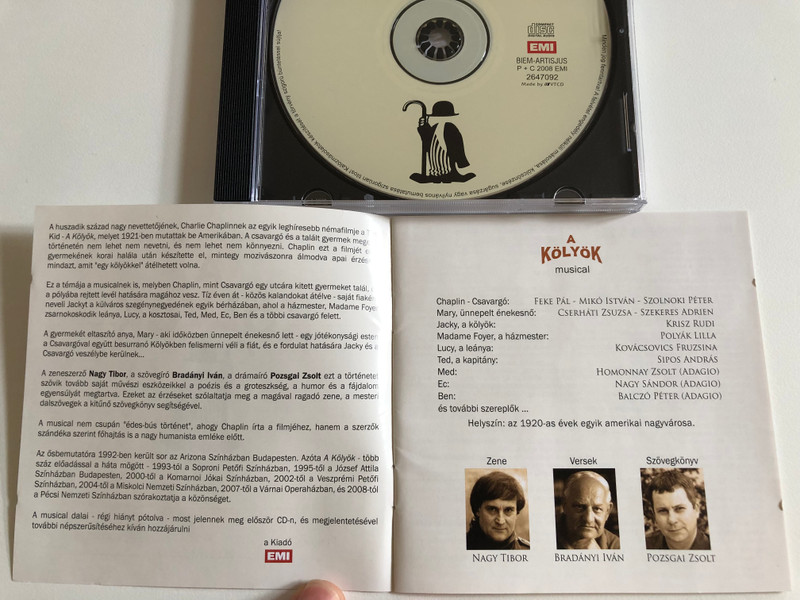 COMPACT
disc
DIGITAL AUDIO
EMI
BIEM-ARTISJUS
P + C 2008 EMI
2647092
Made by VTCD
A huszadik század nagy nevettetőjének, Charlie Chaplinnek az egyik leghíresebb némafilmje a
Kid - A Kölyök, melyet 1921-ben mutattak be Amerikában. A csavargó és a talált gyermek
történetén nem lehet nem nevetni, és nem lehet nem könnyezni. Chaplin ezt a filmjét
gyermekének korai halála után készítette el, mintegy mozivászonra álmodva apai
mindazt, amit "egy kölyökkel" átélhetett volna.
Ez a témája a musicalnek is, melyben Chaplin, mint Csavargó egy utcára kitett gyermeket talál,
a pólyába rejtett levél hatására magához vesz. Tíz éven át - közös kalandokat átélve - saját
neveli Jackyt a külváros szegénynegyedének egyik bérházában, ahol a házmester, Madame Foyer
zsarnokoskodik leánya, Lucy, a kosztosai, Ted, Med, Ec, Ben és a többi csavargó felett.
A gyermekét eltaszító anya, Mary - aki időközben ünnepelt énekesnő lett - egy jótékonysági
a Csavargóval együtt besurranó Kölyökben felismerni véli a fiát, és e fordulat hatására Jacky és a
Csavargó veszélybe kerülnek...
A zeneszerző Nagy Tibor, a szövegíró Bradányi Iván, a drámaíró Pozsgai Zsolt ezt a történetet
szövik tovább saját művészi eszközeikkel a poézis és a groteszkség, a humor és a fájdalom
egyensúlyát megtartva. Ezeket az érzéseket szólaltatja meg a magával ragadó zene, a mesteri
dalszövegek a kitűnő szövegkönyv segítségével.
A musical nem csupán "édes-bús történet", ahogy Chaplin írta a filmjéhez, hanem a szerzők
szándéka szerint főhajtás is a nagy humanista emléke előtt.
Az ősbemutatóra 1992-ben került sor az Arizona Színházban Budapesten. Azóta A Kölyök - több
száz előadással a háta mögött - 1993-tól a Soproni Petőfi Színházban, 1995-től a József Attila
Színházban Budapesten, 2000-től a Komarnoi Jókai Színházban, 2002-től a Veszprémi Petőfi
Színházban, 2004-től a Miskolci Nemzeti Színházban, 2007-től a Várnai Operaházban, és 2008-tól
a Pécsi Nemzeti Színházban szórakoztatja a közönséget.
A musical dalai - régi hiányt pótolva - most jelennek meg először CD-n, és megjelentetésével
további népszerűsítéséhez kíván hozzájárulni
a Kiadó
EMI
A
KÖLYÖK
musical
Chaplin - Csavargó: FEKE PÁL - MIKÓ ISTVÁN - SZOLNOKI PÉTER
Mary, ünnepelt énekesnő: CSERHÁTI ZSUZSA - SZEKERES ADRIEN
Jacky, a kölyök: KRISZ RUDI
Madame Foyer, a házmester: POLYÁK LILLA
Lucy, a leánya: KOVÁCSOVICS FRUZSINA
Ted, a kapitány: SIPOS ANDRÁS
Med: HOMONNAY ZSOLT (ADAGIO)
Ec: NAGY SÁNDOR (ADAGIO)
Ben: BALCZÓ PÉTER (ADAGIO)
és további szereplők ...
Helyszín: az 1920-as évek egyik amerikai nagyvárosa.
Zene Versek Szövegkönyv
NAGY TIBOR BRADÁNYI IVÁN POZSGAI ZSOLT